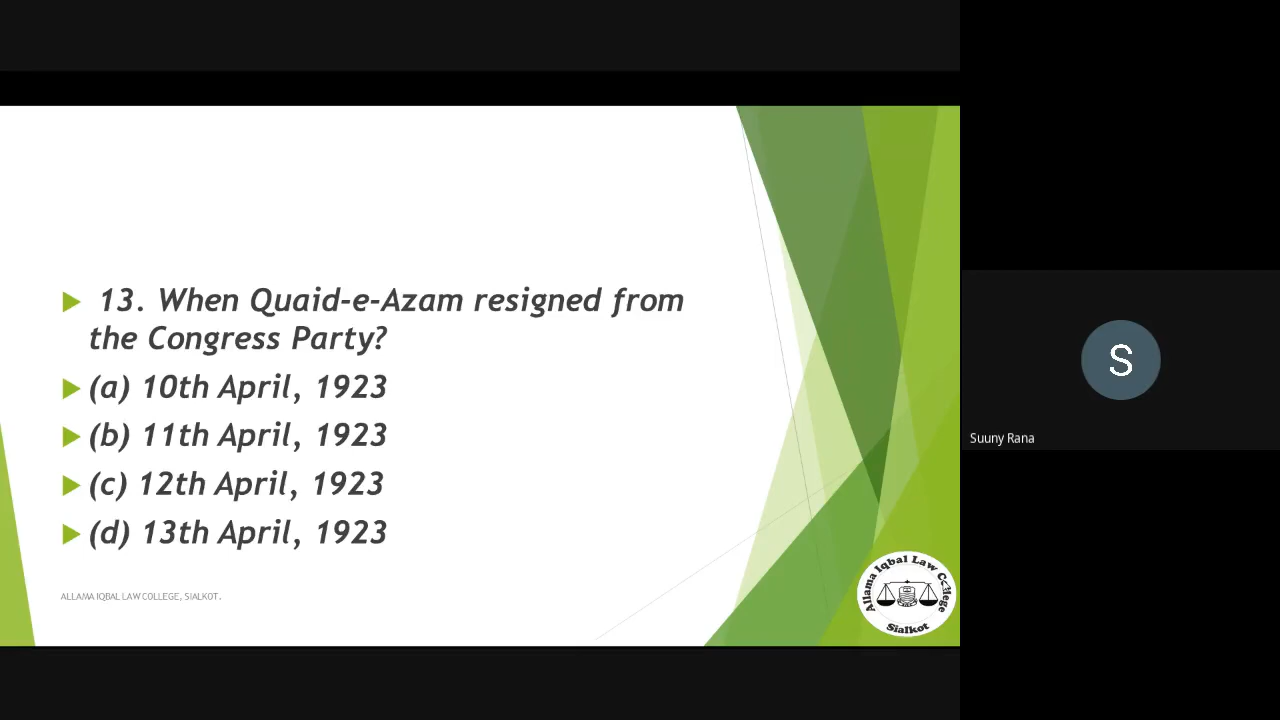 13. When Quaid-e-Azam resigned from
the Congress Party?
(a) 10th April, 1923
(b) 11th April, 1923
(c) 12th April, 1923
(d) 13th April, 1923
ALLAMA IQBAL LAW COLLEGE, SIALKOT.
Allama Iqbal Law College
Sialkot
S
Suuny Rana